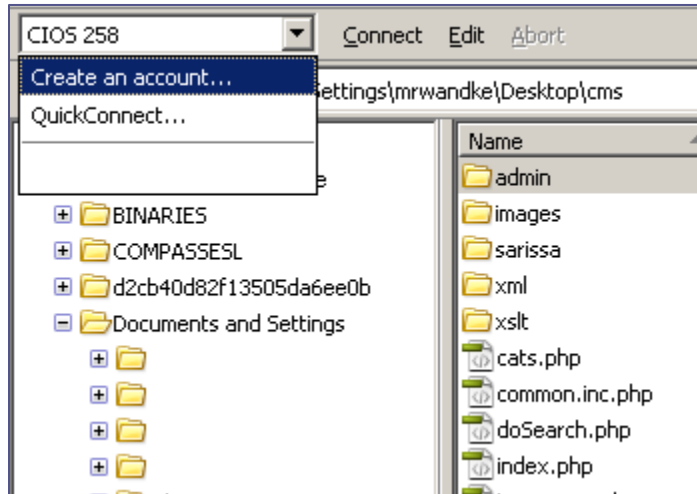 CIOS 258
Connect Edit Abort
Create an account...
QuickConnect...
ettings\mrwandke\Desktop\cms
Name
e
BINARIES
COMPASSESL
d2cb40d82f13505da6ee0b
Documents and Settings
admin
images
sarissa
xml
xslt
cats.php
common.inc.php
doSearch.php
index.php